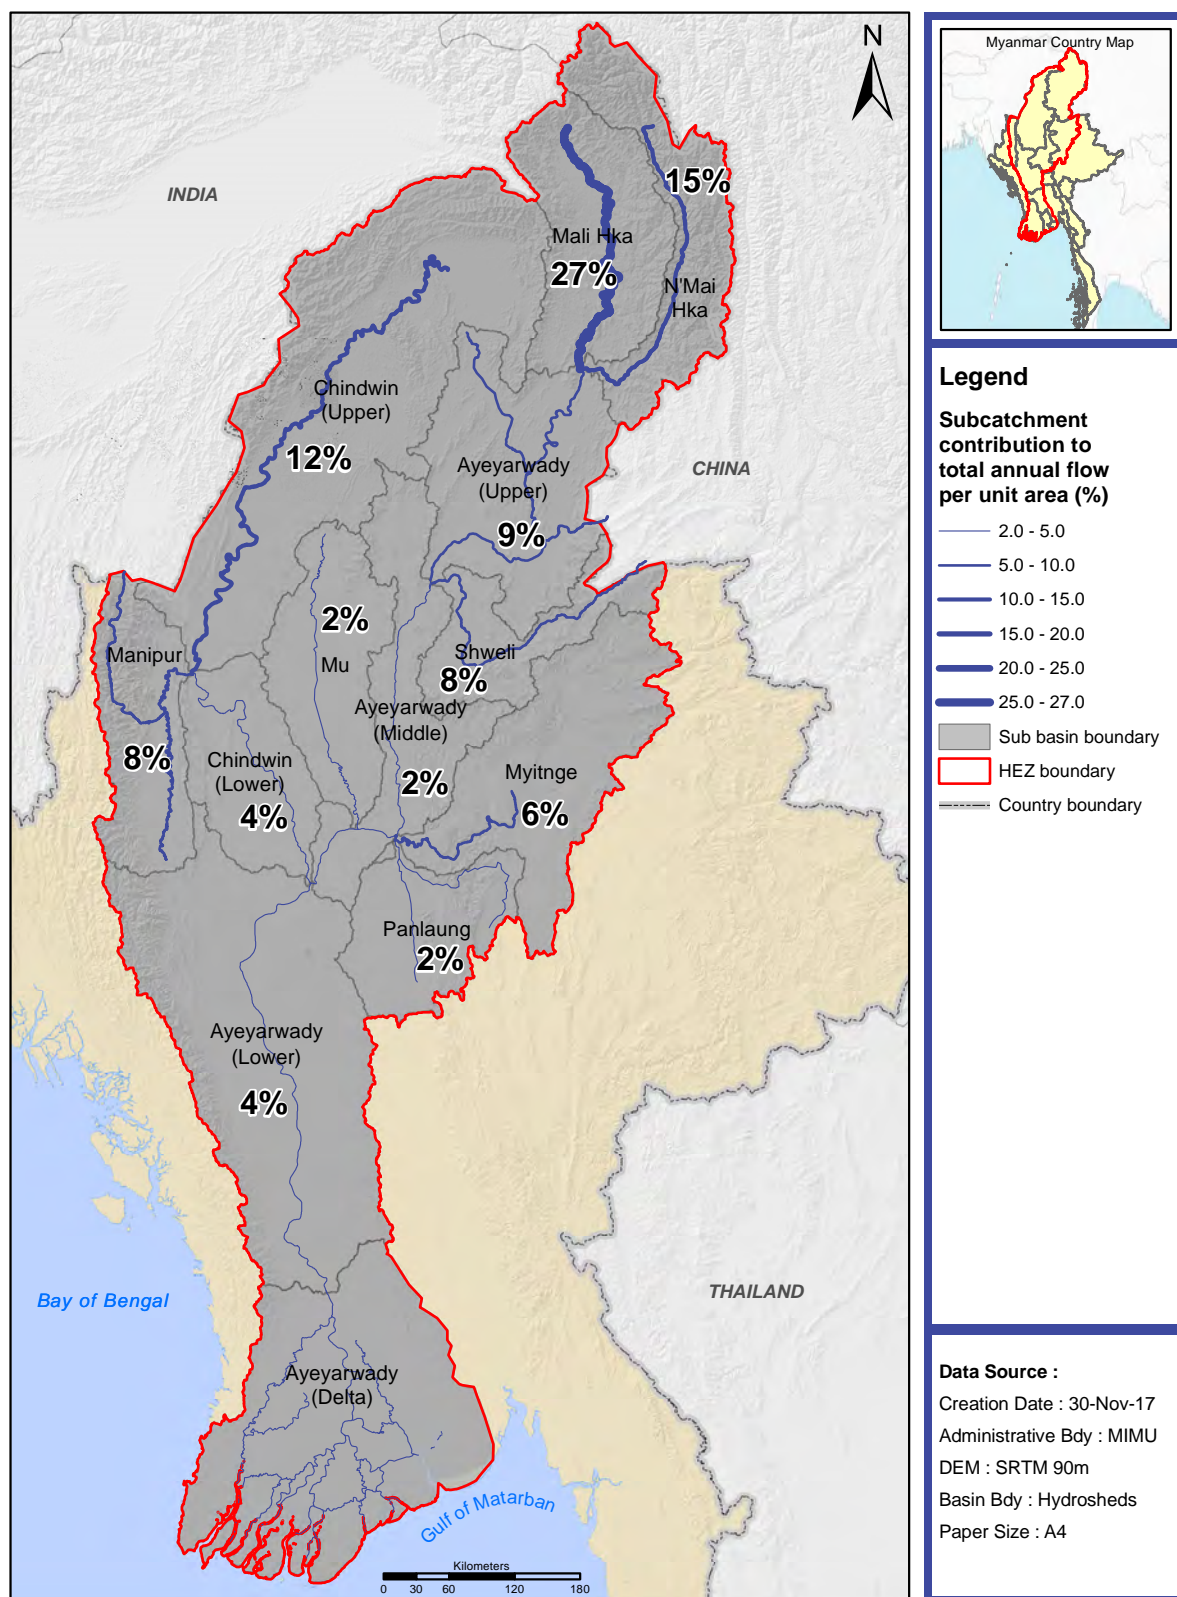 N
INDIA
15%
Mali Hka
27%
N'Mai
Hka
Chindwin
(Upper)
12%
Ayeyarwady
(Upper)
CHINA
9%
2%
Manipur
Mu
Shweli
8%
Ayeyarwady
(Middle)
8%
Chindwin
(Lower)
2%
Myitnge
4%
6%
Panlaung
2%
Ayeyarwady
(Lower)
4%
Bay of Bengal
THAILAND
Ayeyarwady
(Delta)
Gulf of Matarban
Kilometers
0 30 60 120 180
Myanmar Country Map
Legend
Subcatchment
contribution to
total annual flow
per unit area (%)
2.0 - 5.0
5.0 - 10.0
10.0 - 15.0
15.0 - 20.0
20.0 - 25.0
25.0 - 27.0
Sub basin boundary
HEZ boundary
Country boundary
Data Source :
Creation Date : 30-Nov-17
Administrative Bdy : MIMU
DEM : SRTM 90m
Basin Bdy : Hydrosheds
Paper Size : A4